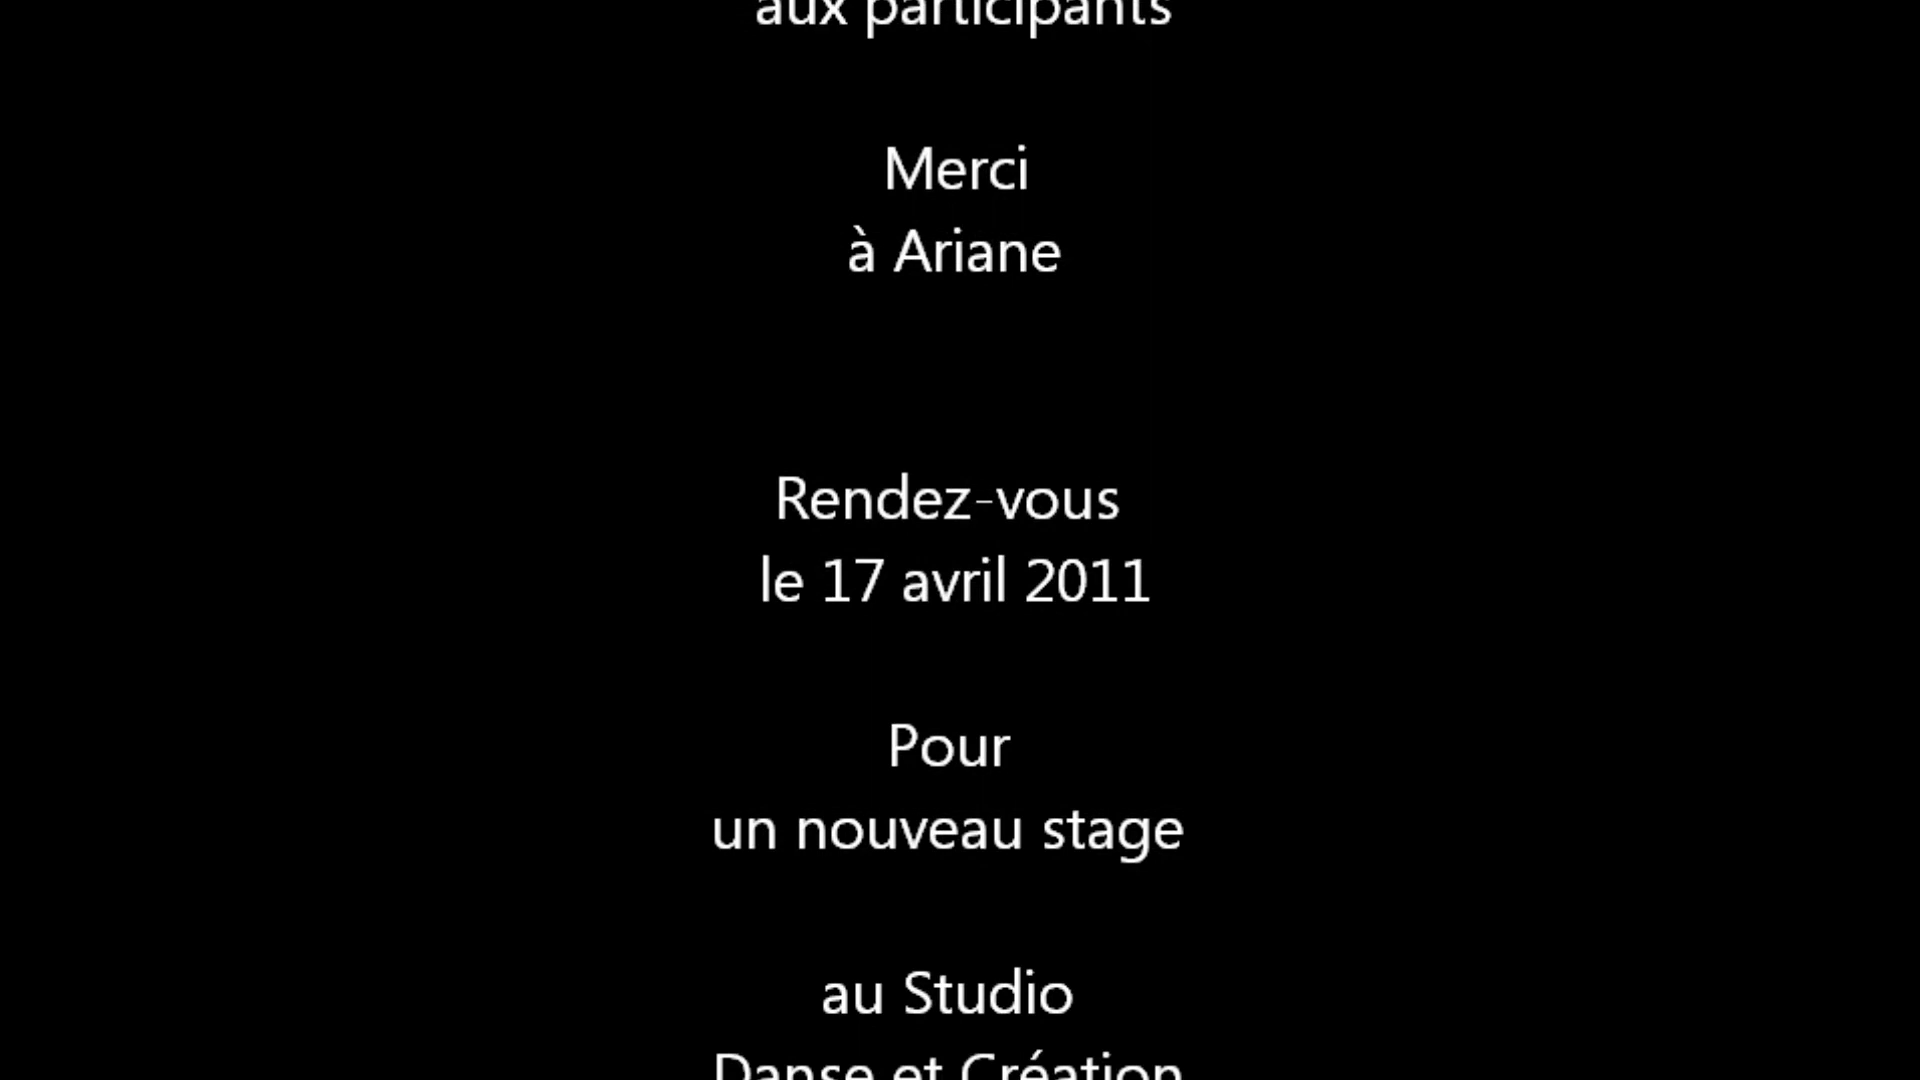 aux participants
Merci
à Ariane
Rendez-vous
le 17 avril 2011
Pour
un nouveau stage
au Studio
Danse et Création